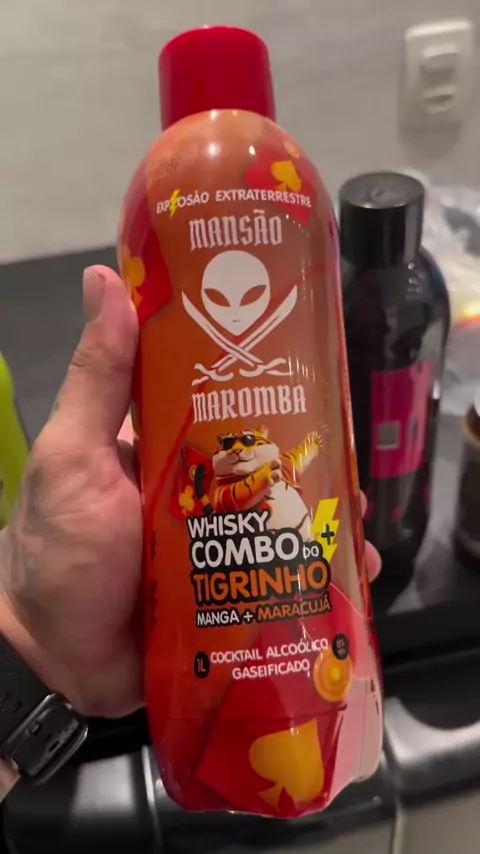 EXPLOSÃO EXTRATERRESTRE
MANSÃO
MAROMBA
WHISKY
COMBO DO
TIGRINHO
MANGA + MARACUJÁ
1L COCKTAIL ALCOÓLICO
GASEIFICADO